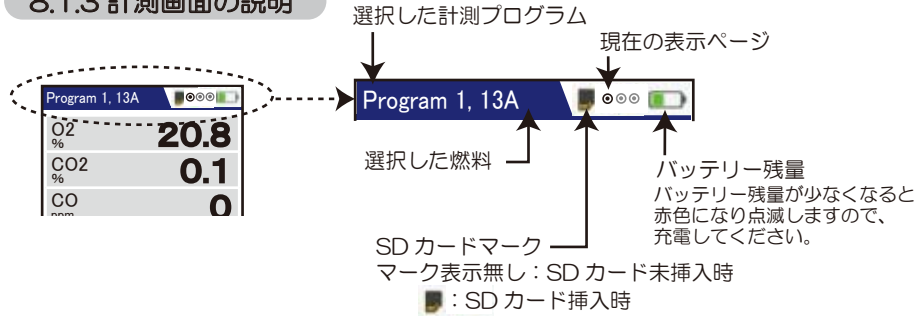 8.1.3 計測画面の説明
選択した計測プログラム
現在の表示ページ
Program 1, 13A
O2
%
20.8
CO2
%
0.1
CO
ppm
0
Program 1, 13A
選択した燃料
バッテリー残量
バッテリー残量が少なくなると
赤色になり点滅しますので、
充電してください。
SD カードマーク
マーク表示無し：SD カード未挿入時
：SD カード挿入時